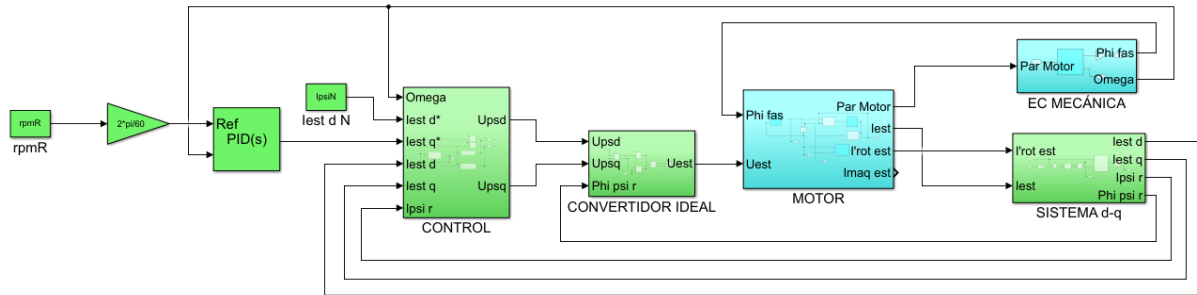 rpmR
rpmR
2*pi/60
Ref
PID(s)
IpsiN
Iest d N
Omega
Iest d*
Iest q*
Iest d
Iest q
Ipsi r
Upsd
Upsq
CONTROL
Upsd
Upsq
Phi psi r
Uest
CONVERTIDOR IDEAL
Phi fas
Uest
Par Motor
Iest
I'rot est
Imaq est
MOTOR
Par Motor
Phi fas
Omega
EC MECÁNICA
I'rot est
Iest
Iest d
Iest q
Ipsi r
Phi psi r
SISTEMA d-q